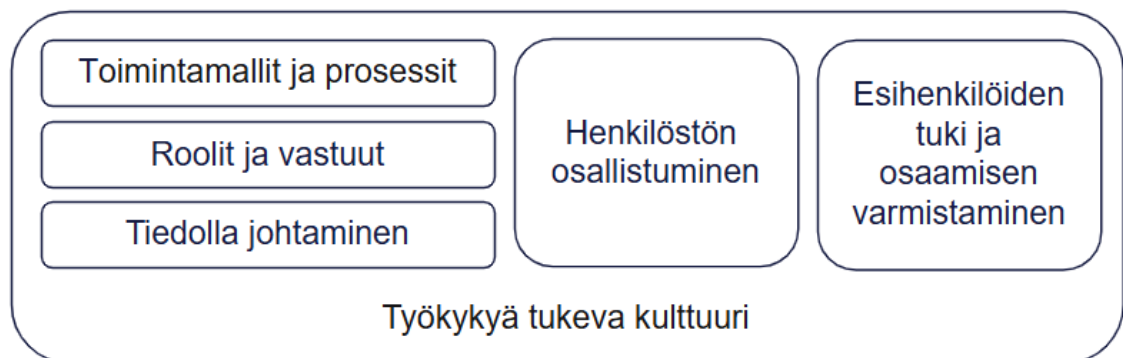 Toimintamallit ja prosessit
Roolit ja vastuut
Tiedolla johtaminen
Henkilöstön
osallistuminen
Esihenkilöiden
tuki ja
osaamisen
varmistaminen
Työkykyä tukeva kulttuuri